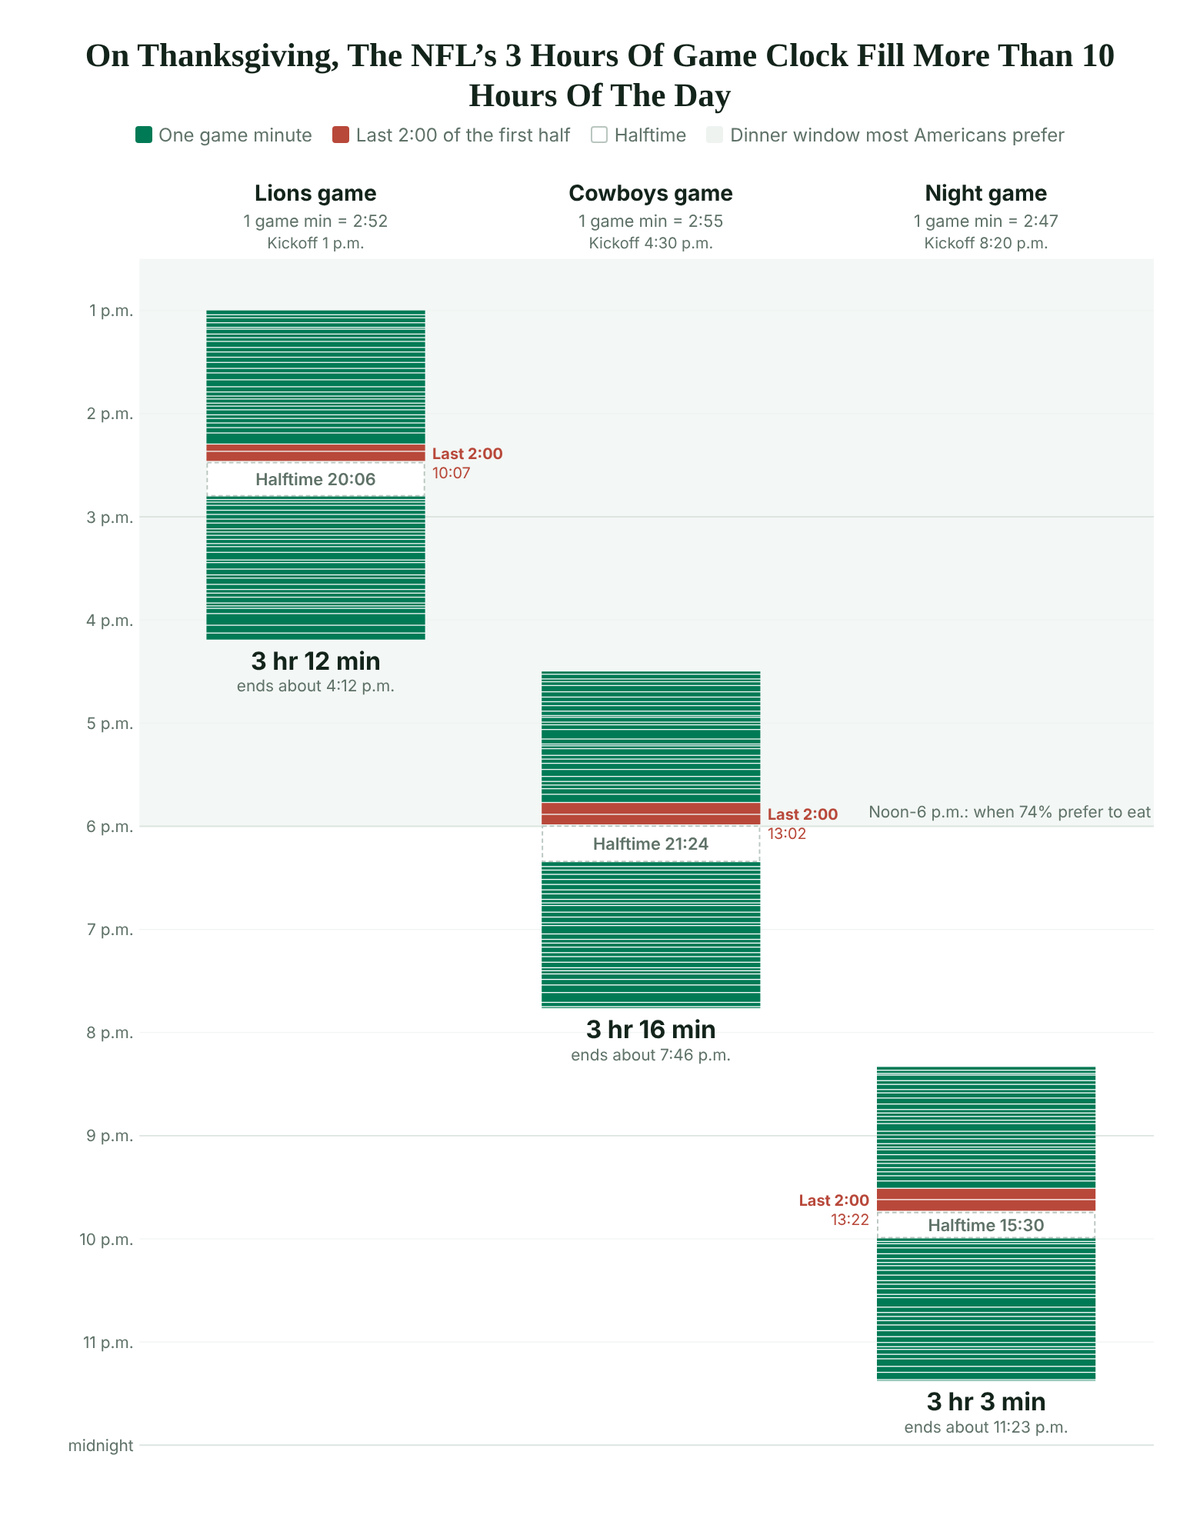 On Thanksgiving, The NFL’s 3 Hours Of Game Clock Fill More Than 10
Hours Of The Day
One game minute
Last 2:00 of the first half
Halftime
Dinner window most Americans prefer
Lions game
1 game min = 2:52
Kickoff 1 p.m.
Cowboys game
1 game min = 2:55
Kickoff 4:30 p.m.
Night game
1 game min = 2:47
Kickoff 8:20 p.m.
1 p.m.
2 p.m.
Last 2:00
10:07
Halftime 20:06
3 p.m.
4 p.m.
3 hr 12 min
ends about 4:12 p.m.
5 p.m.
Noon-6 p.m.: when 74% prefer to eat
Last 2:00
13:02
6 p.m.
Halftime 21:24
7 p.m.
8 p.m.
3 hr 16 min
ends about 7:46 p.m.
9 p.m.
Last 2:00
13:22
Halftime 15:30
10 p.m.
11 p.m.
3 hr 3 min
ends about 11:23 p.m.
midnight